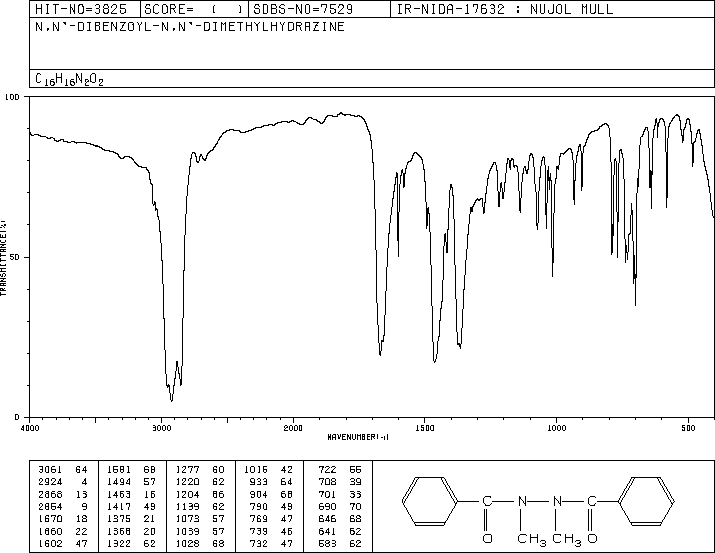 HIT-NO=3825 SCORE= ( ) SDBS-NO=7529 IR-NIDA-17632 : NUJOL MULL
N,N'-DIBENZOYL-N,N'-DIMETHYLHYDRAZINE
C16H16N2O2
100
50
0
TRANSMITTANCE(%)
4000 3000 2000 1500 1000 500
WAVENUMBER(-1)
3061 64 1581 68 1277 60 1016 42 722 55
2924 4 1494 57 1220 62 933 64 708 39
2868 13 1463 16 1204 66 904 68 701 33
2854 9 1417 49 1139 62 790 49 690 70
1670 18 1375 21 1073 57 769 47 646 68
1660 22 1368 20 1039 57 739 46 641 62
1602 47 1322 62 1028 68 732 47 583 62
C N N C
O CH3 CH3 O